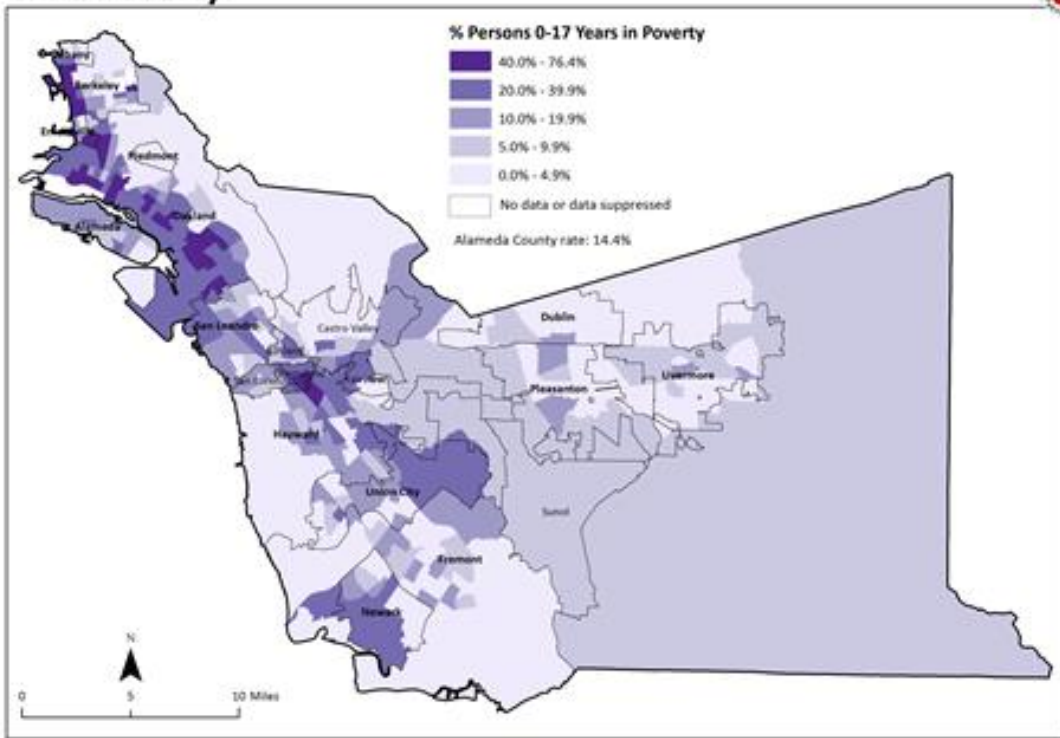 % Persons 0-17 Years in Poverty
40.0% - 76.4%
20.0% - 39.9%
10.0% - 19.9%
5.0% - 9.9%
0.0% - 4.9%
No data or data suppressed
Alameda County rate: 14.4%
Berkeley
Piedmont
Oakland
Alameda
San Leandro
Castro Valley
Dublin
Livermore
Pleasanton
Hayward
Union City
Sunol
Fremont
Newark
N
0 5 10 Miles